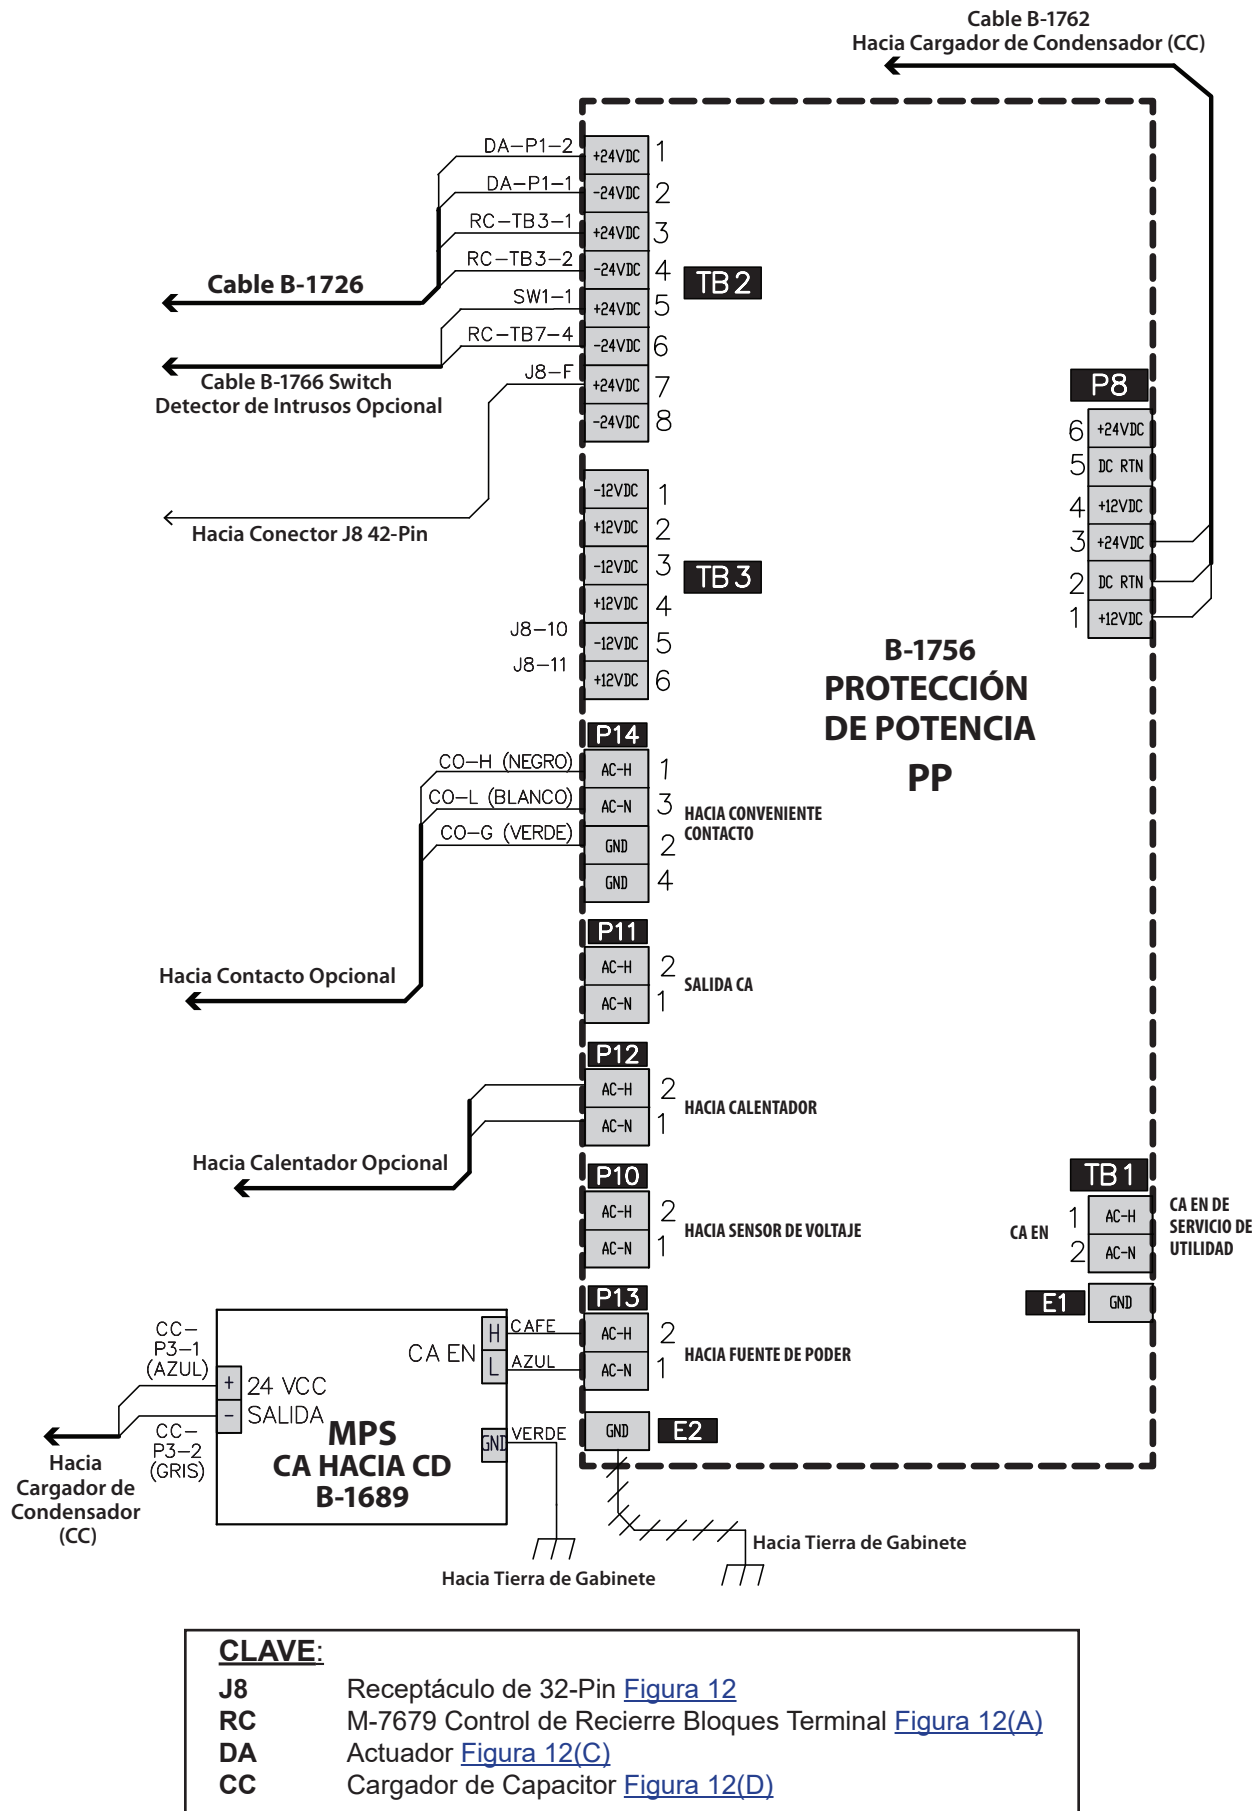 Cable B-1762
Hacia Cargador de Condensador (CC)
DA-P1-2
+24VDC 1
DA-P1-1
-24VDC 2
RC-TB3-1
+24VDC 3
RC-TB3-2
-24VDC 4
TB2
Cable B-1726
SW1-1
+24VDC 5
RC-TB7-4
-24VDC 6
Cable B-1766 Switch
Detector de Intrusos Opcional
J8-F
+24VDC 7
-24VDC 8
P8
6 +24VDC
5 DC RTN
4 +12VDC
3 +24VDC
2 DC RTN
1 +12VDC
Hacia Conector J8 42-Pin
-12VDC 1
+12VDC 2
-12VDC 3
TB3
+12VDC 4
J8-10
-12VDC 5
J8-11
+12VDC 6
B-1756
PROTECCIÓN
DE POTENCIA
PP
P14
CO-H (NEGRO)
AC-H 1
CO-L (BLANCO)
AC-N 3
CO-G (VERDE)
GND 2
GND 4
HACIA CONVENIENTE
CONTACTO
Hacia Contacto Opcional
P11
AC-H 2
AC-N 1
SALIDA CA
P12
AC-H 2
AC-N 1
HACIA CALENTADOR
Hacia Calentador Opcional
P10
AC-H 2
AC-N 1
HACIA SENSOR DE VOLTAJE
TB1
CA EN
1 AC-H
2 AC-N
CA EN DE
SERVICIO DE
UTILIDAD
E1 GND
P13
AC-H 2
AC-N 1
HACIA FUENTE DE PODER
CAFE
AZUL
CA EN
H
L
CC-
P3-1
(AZUL)
+ 24 VCC
- SALIDA
CC-
P3-2
(GRIS)
MPS
CA HACIA CD
B-1689
GND VERDE
GND E2
Hacia
Cargador de
Condensador
(CC)
Hacia Tierra de Gabinete
Hacia Tierra de Gabinete
CLAVE:
J8 Receptáculo de 32-Pin Figura 12
RC M-7679 Control de Recierre Bloques Terminal Figura 12(A)
DA Actuador Figura 12(C)
CC Cargador de Capacitor Figura 12(D)